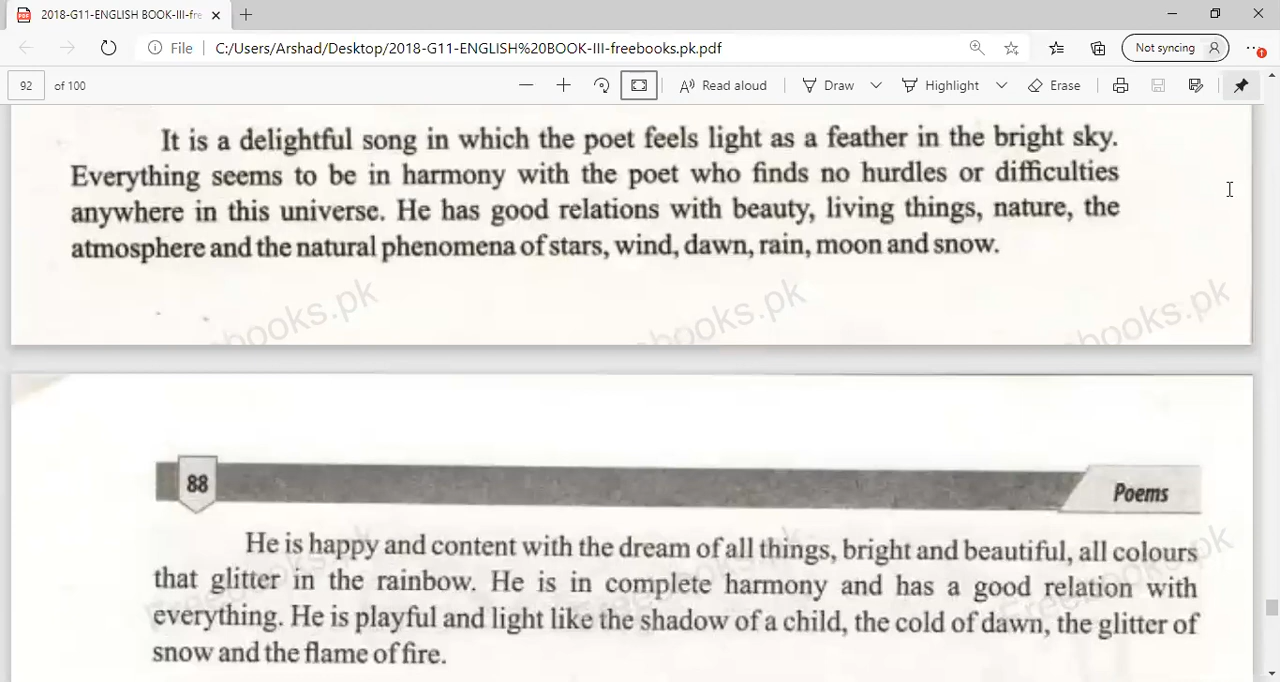 2018-G11-ENGLISH BOOK-III-fre
File C:/Users/Arshad/Desktop/2018-G11-ENGLISH%20BOOK-III-freebooks.pk.pdf Not syncing
92 of 100 Read aloud Draw Highlight Erase
It is a delightful song in which the poet feels light as a feather in the bright sky.
Everything seems to be in harmony with the poet who finds no hurdles or difficulties
anywhere in this universe. He has good relations with beauty, living things, nature, the
atmosphere and the natural phenomena of stars, wind, dawn, rain, moon and snow.
books.pk books.pk books.pk
88 Poems
He is happy and content with the dream of all things, bright and beautiful, all colours
that glitter in the rainbow. He is in complete harmony and has a good relation with
everything. He is playful and light like the shadow of a child, the cold of dawn, the glitter of
snow and the flame of fire.